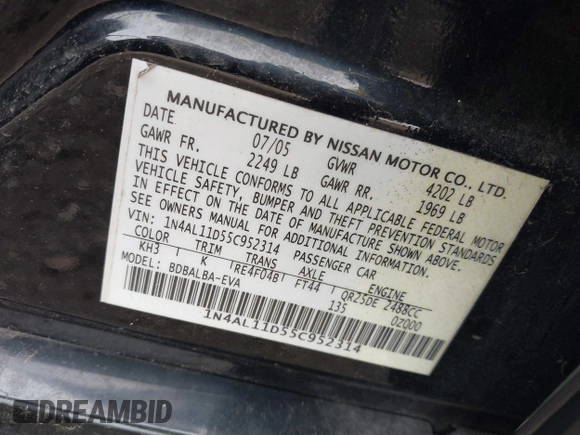 MANUFACTURED BY NISSAN MOTOR CO., LTD.
DATE 07/05 GVWR 4202 LB
GAWR FR. 2249 LB GAWR RR. 1969 LB
THIS VEHICLE CONFORMS TO ALL APPLICABLE FEDERAL MOTOR
VEHICLE SAFETY, BUMPER AND THEFT PREVENTION STANDARDS
IN EFFECT ON THE DATE OF MANUFACTURE SHOWN ABOVE.
SEE OWNERS MANUAL FOR ADDITIONAL INFORMATION.
VIN: 1N4AL11D55C952314 PASSENGER CAR
COLOR TRIM TRANS AXLE ENGINE
KH3 K RE4F04B FT44 QR25DE 2488CC
MODEL: BDBALBA-EVA 135 0Z000
1N4AL11D55C952314
DREAMBID